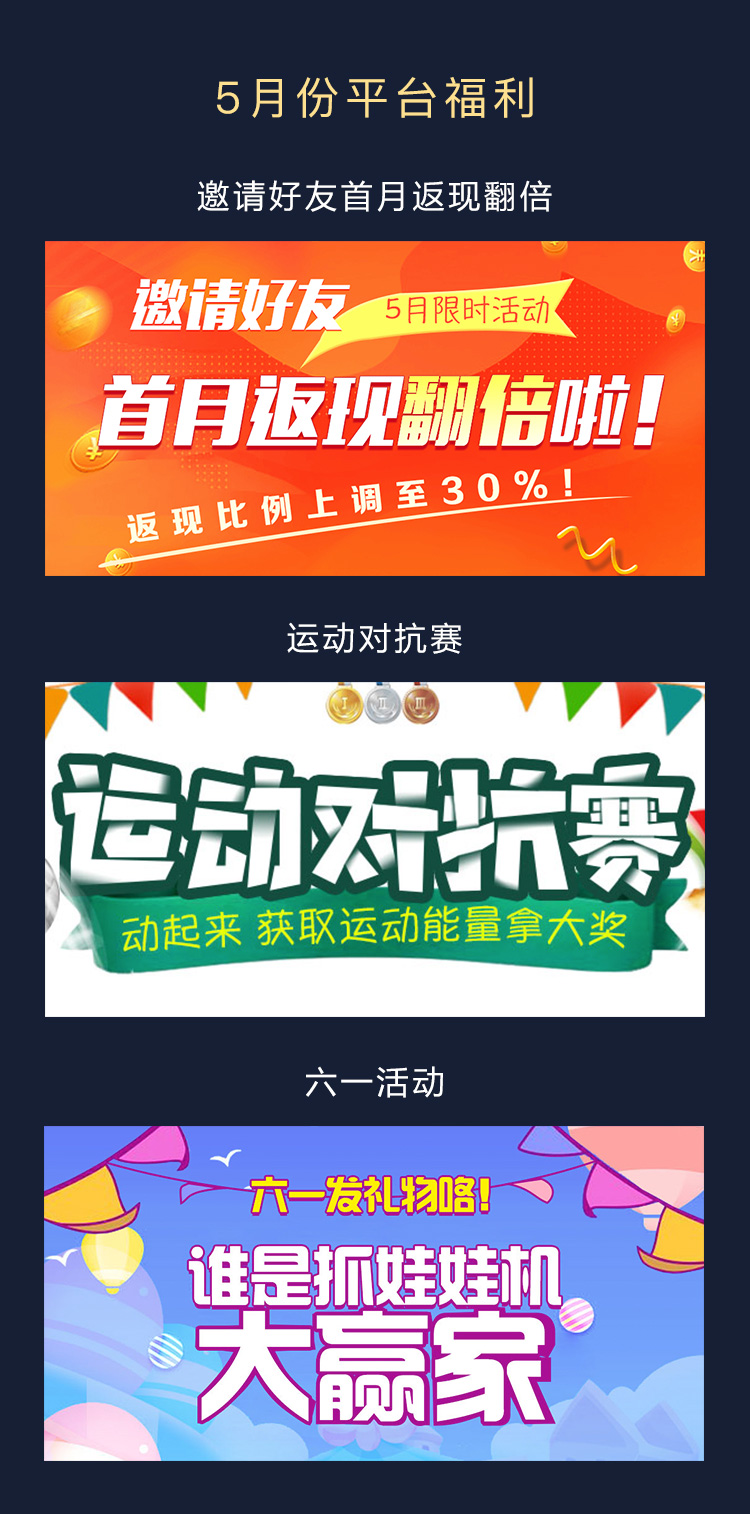 5月份平台福利
邀请好友首月返现翻倍
邀请好友
5月限时活动
首月返现翻倍啦!
返现比例上调至30%!
运动对抗赛
I II III
运动对抗赛
动起来 获取运动能量拿大奖
六一活动
六一发礼物咯!
谁是抓娃娃机
大赢家